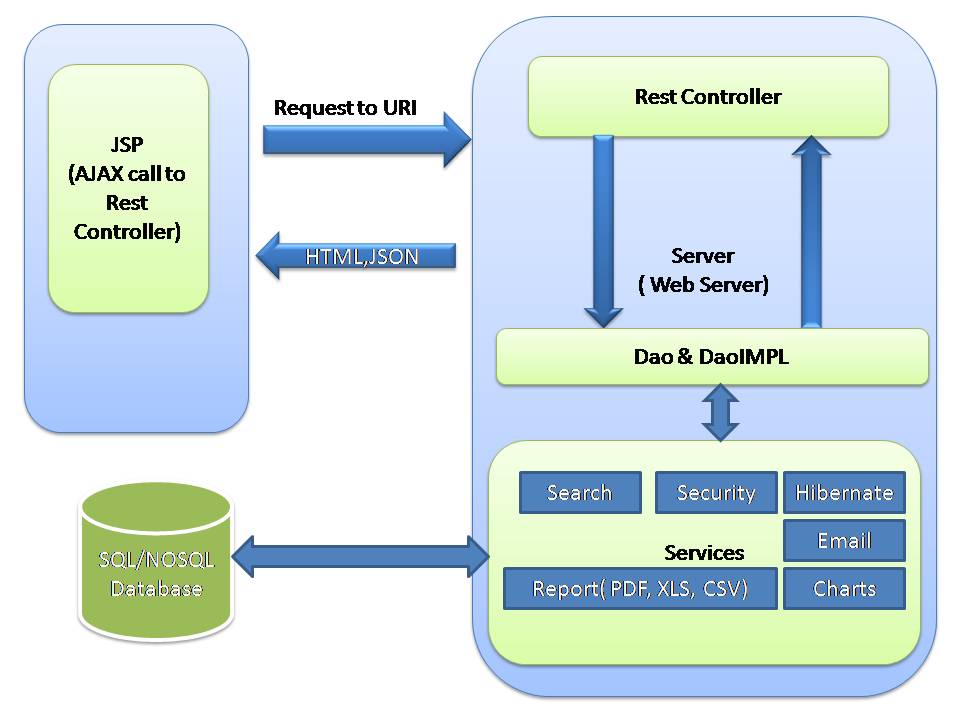 JSP
(AJAX call to
Rest
Controller)
Request to URI
HTML,JSON
Rest Controller
Server
( Web Server)
Dao & DaoIMPL
Search
Security
Hibernate
Email
Services
Report( PDF, XLS, CSV)
Charts
SQL/NOSQL
Database